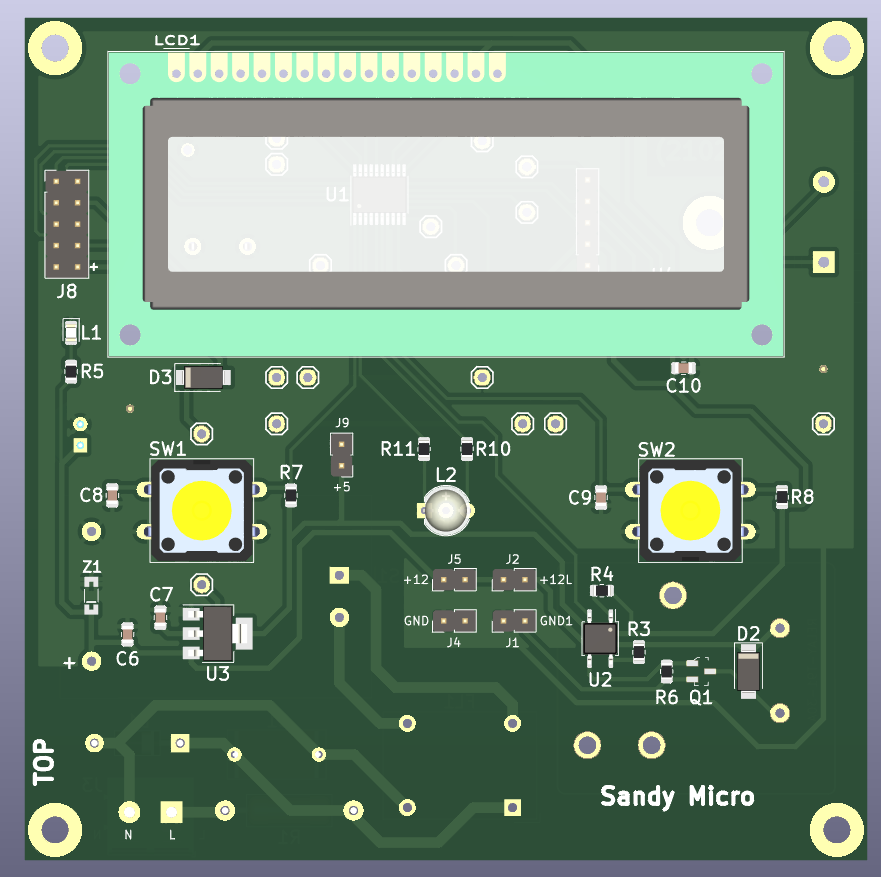 LCD1
U1
J8
+
L1
R5
D3
C10
J9
+5
R11
R10
SW1
SW2
L2
R7
C8
C9
R8
Z1
J5
J2
+12
+12L
R4
C7
GND
GND1
J4
J1
R3
D2
C6
+
U3
U2
R6
Q1
TOP
Sandy Micro
N
L